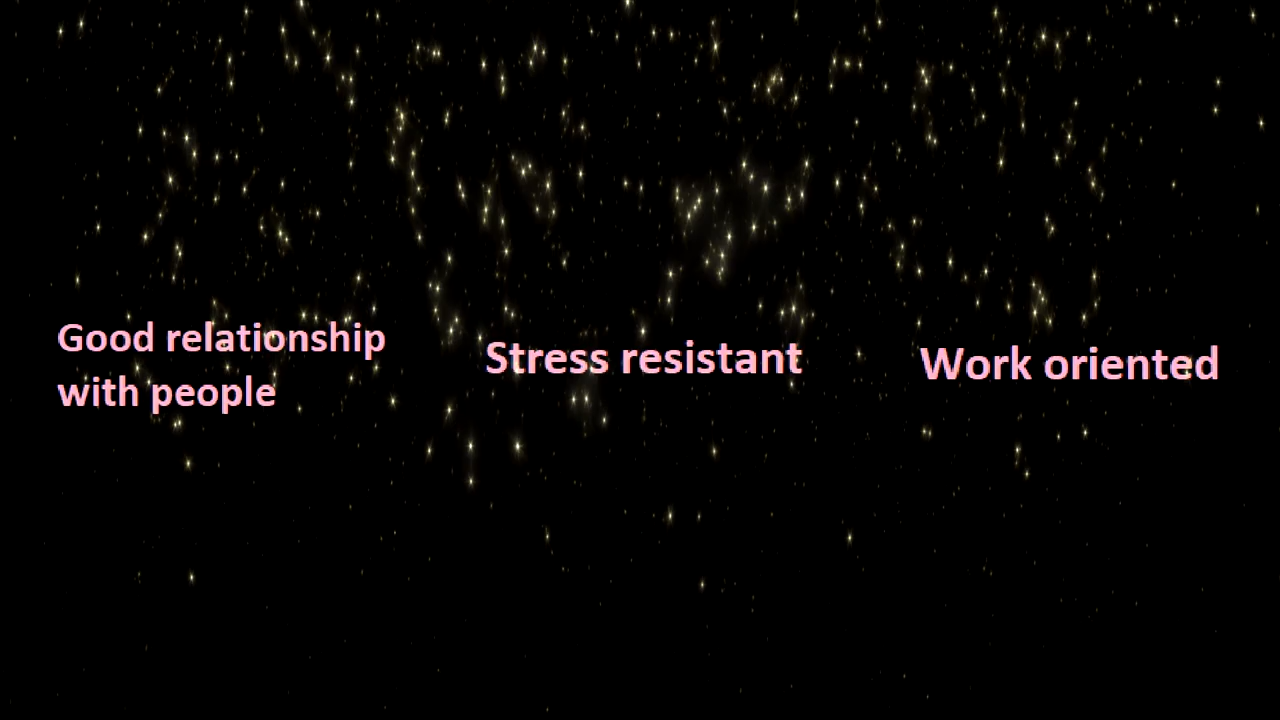 Good relationship
with people
Stress resistant
Work oriented